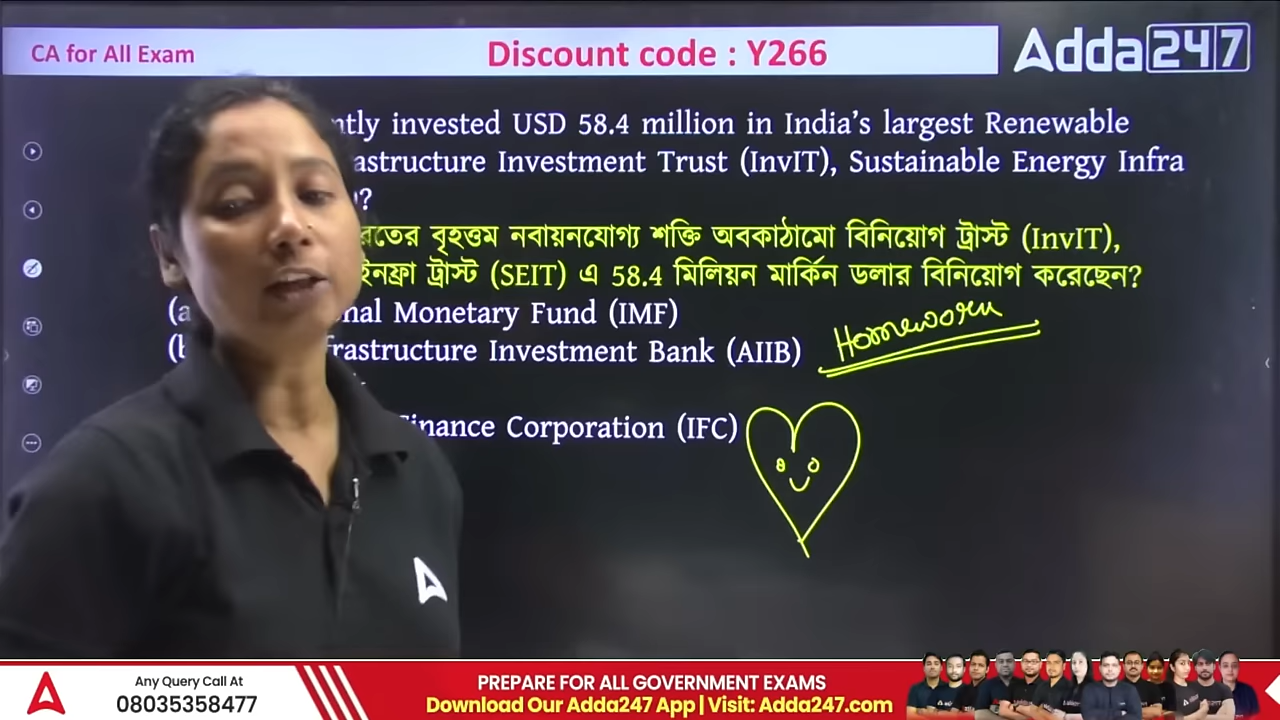 CA for All Exam
Discount code : Y266
Adda247
ntly invested USD 58.4 million in India's largest Renewable
astructure Investment Trust (InvIT), Sustainable Energy Infra
?
রতের বৃহত্তম নবায়নযোগ্য শক্তি অবকাঠামো বিনিয়োগ ট্রাস্ট (InvIT),
ইনফ্রা ট্রাস্ট (SEIT) এ 58.4 মিলিয়ন মার্কিন ডলার বিনিয়োগ করেছেন?
(a nal Monetary Fund (IMF)
(b frastructure Investment Bank (AIIB)
Homework
Finance Corporation (IFC)
Any Query Call At
08035358477
PREPARE FOR ALL GOVERNMENT EXAMS
Download Our Adda247 App | Visit: Adda247.com